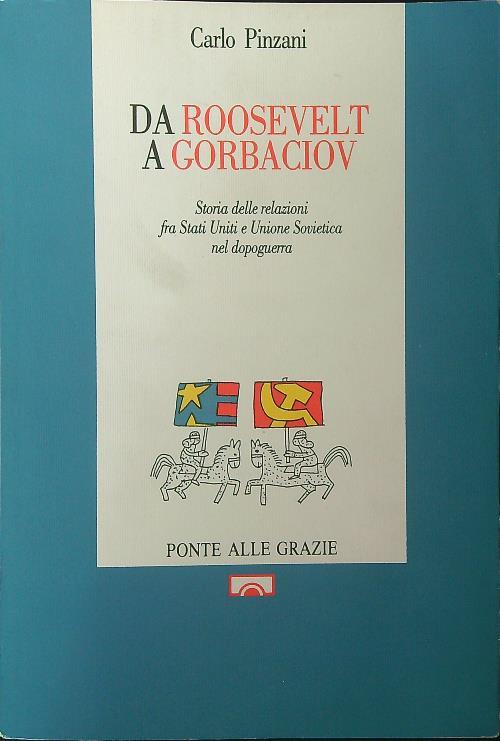 Carlo Pinzani
DA ROOSEVELT
A GORBACIOV
Storia delle relazioni
fra Stati Uniti e Unione Sovietica
nel dopoguerra
PONTE ALLE GRAZIE